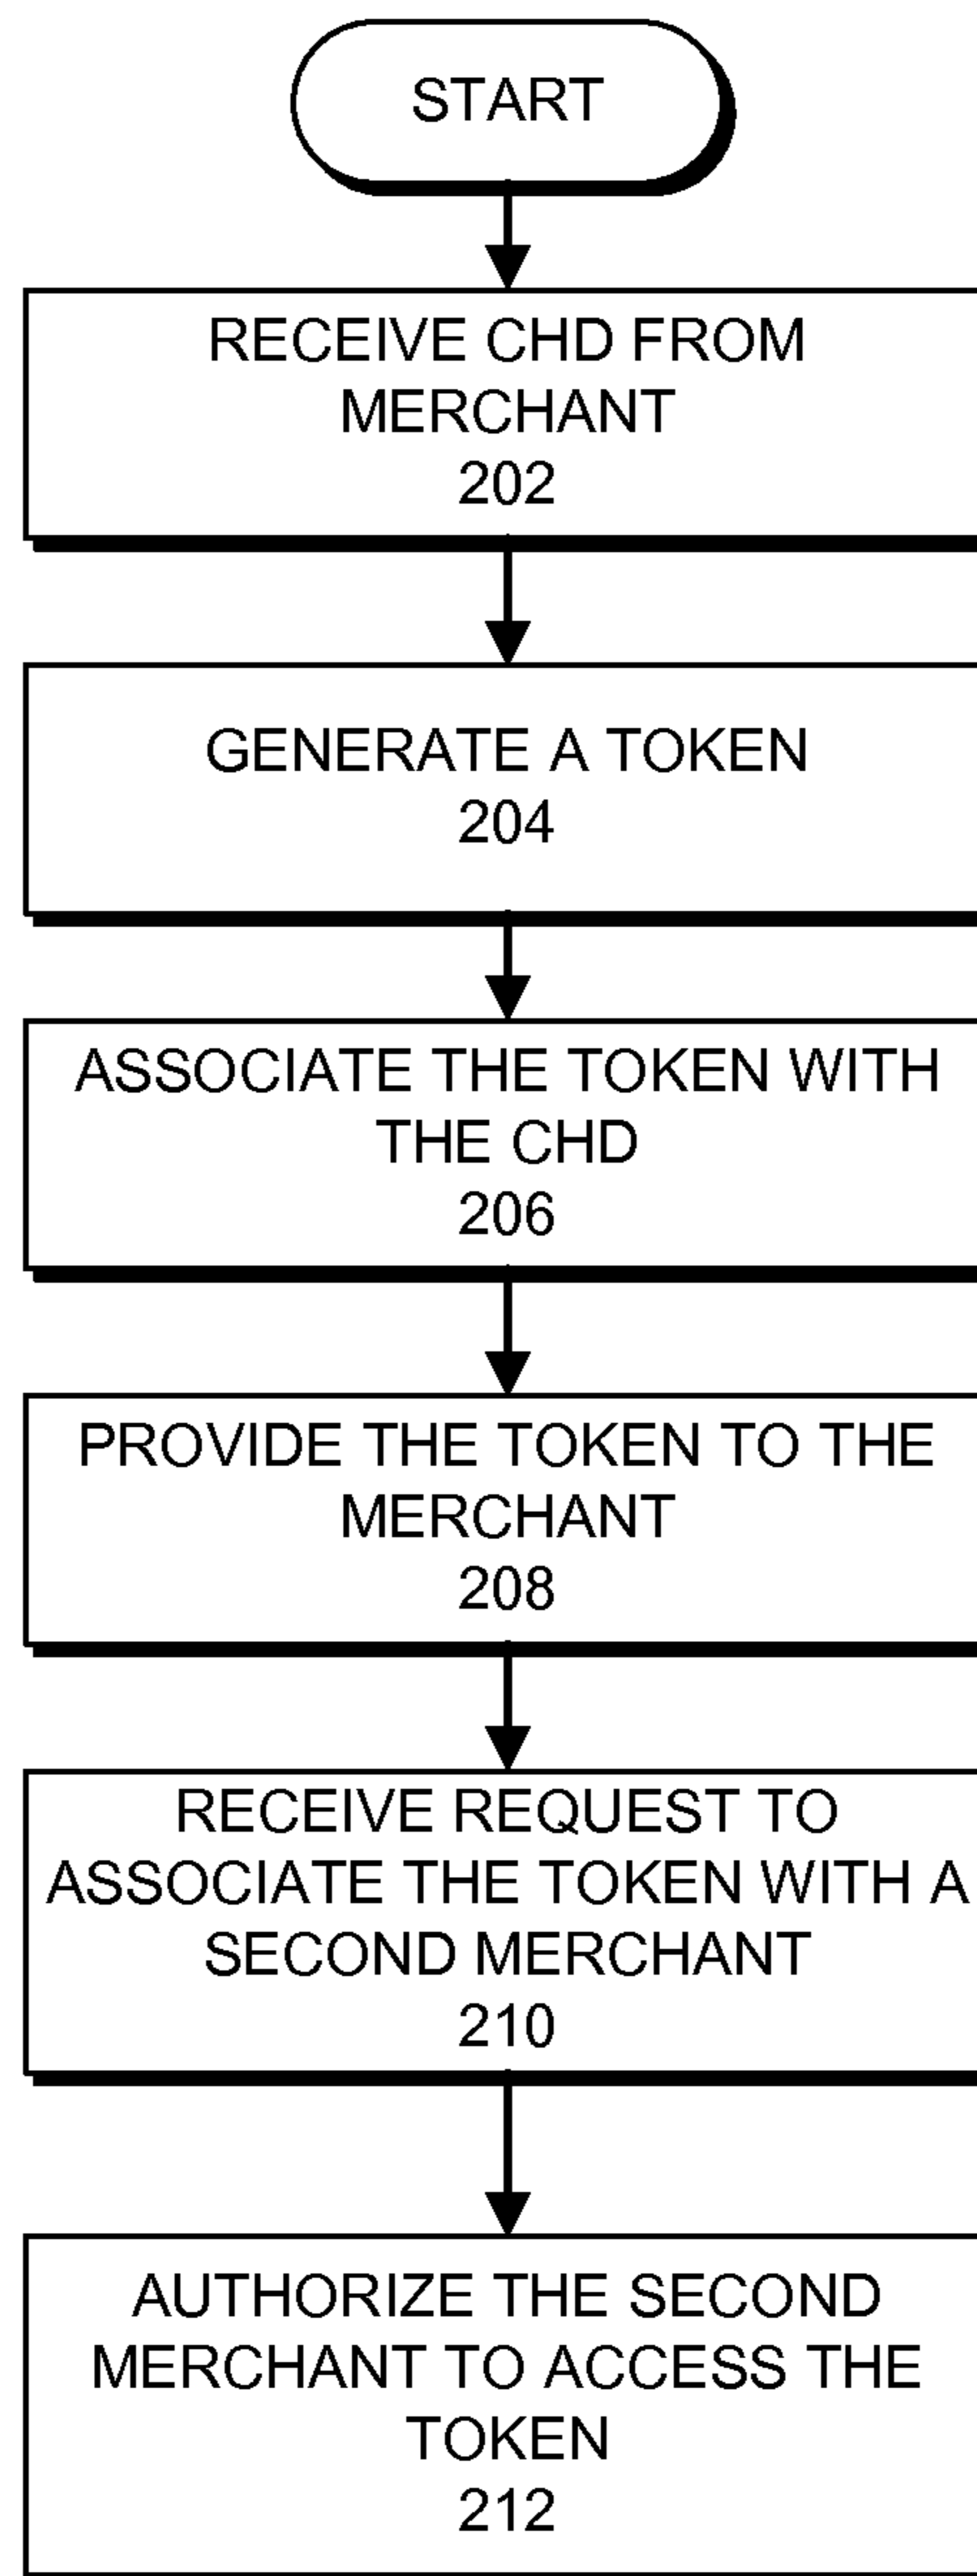 START
RECEIVE CHD FROM
MERCHANT
202
GENERATE A TOKEN
204
ASSOCIATE THE TOKEN WITH
THE CHD
206
PROVIDE THE TOKEN TO THE
MERCHANT
208
RECEIVE REQUEST TO
ASSOCIATE THE TOKEN WITH A
SECOND MERCHANT
210
AUTHORIZE THE SECOND
MERCHANT TO ACCESS THE
TOKEN
212